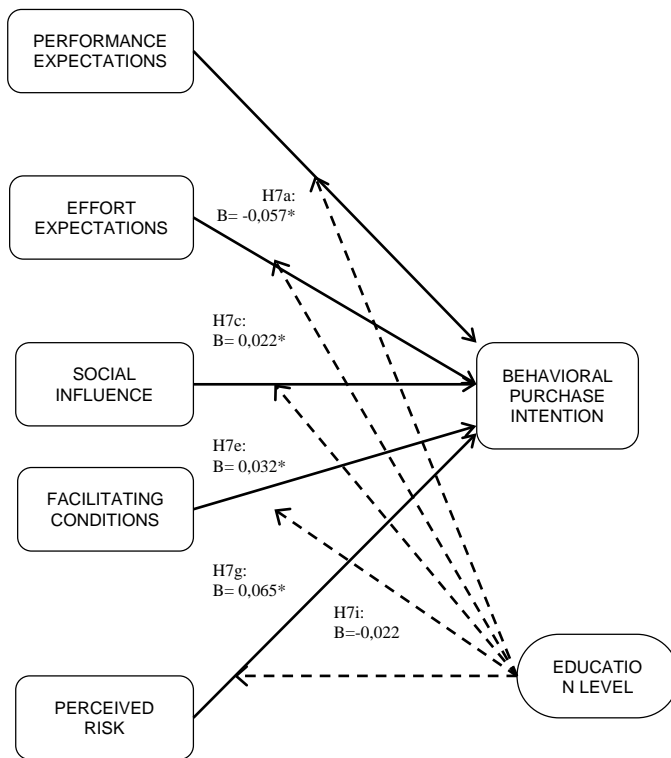 PERFORMANCE
EXPECTATIONS
H7a:
B= -0,057*
EFFORT
EXPECTATIONS
H7c:
B= 0,022*
SOCIAL
INFLUENCE
BEHAVIORAL
PURCHASE
INTENTION
H7e:
B= 0,032*
FACILITATING
CONDITIONS
H7g:
B= 0,065*
H7i:
B=-0,022
EDUCATIO
N LEVEL
PERCEIVED
RISK